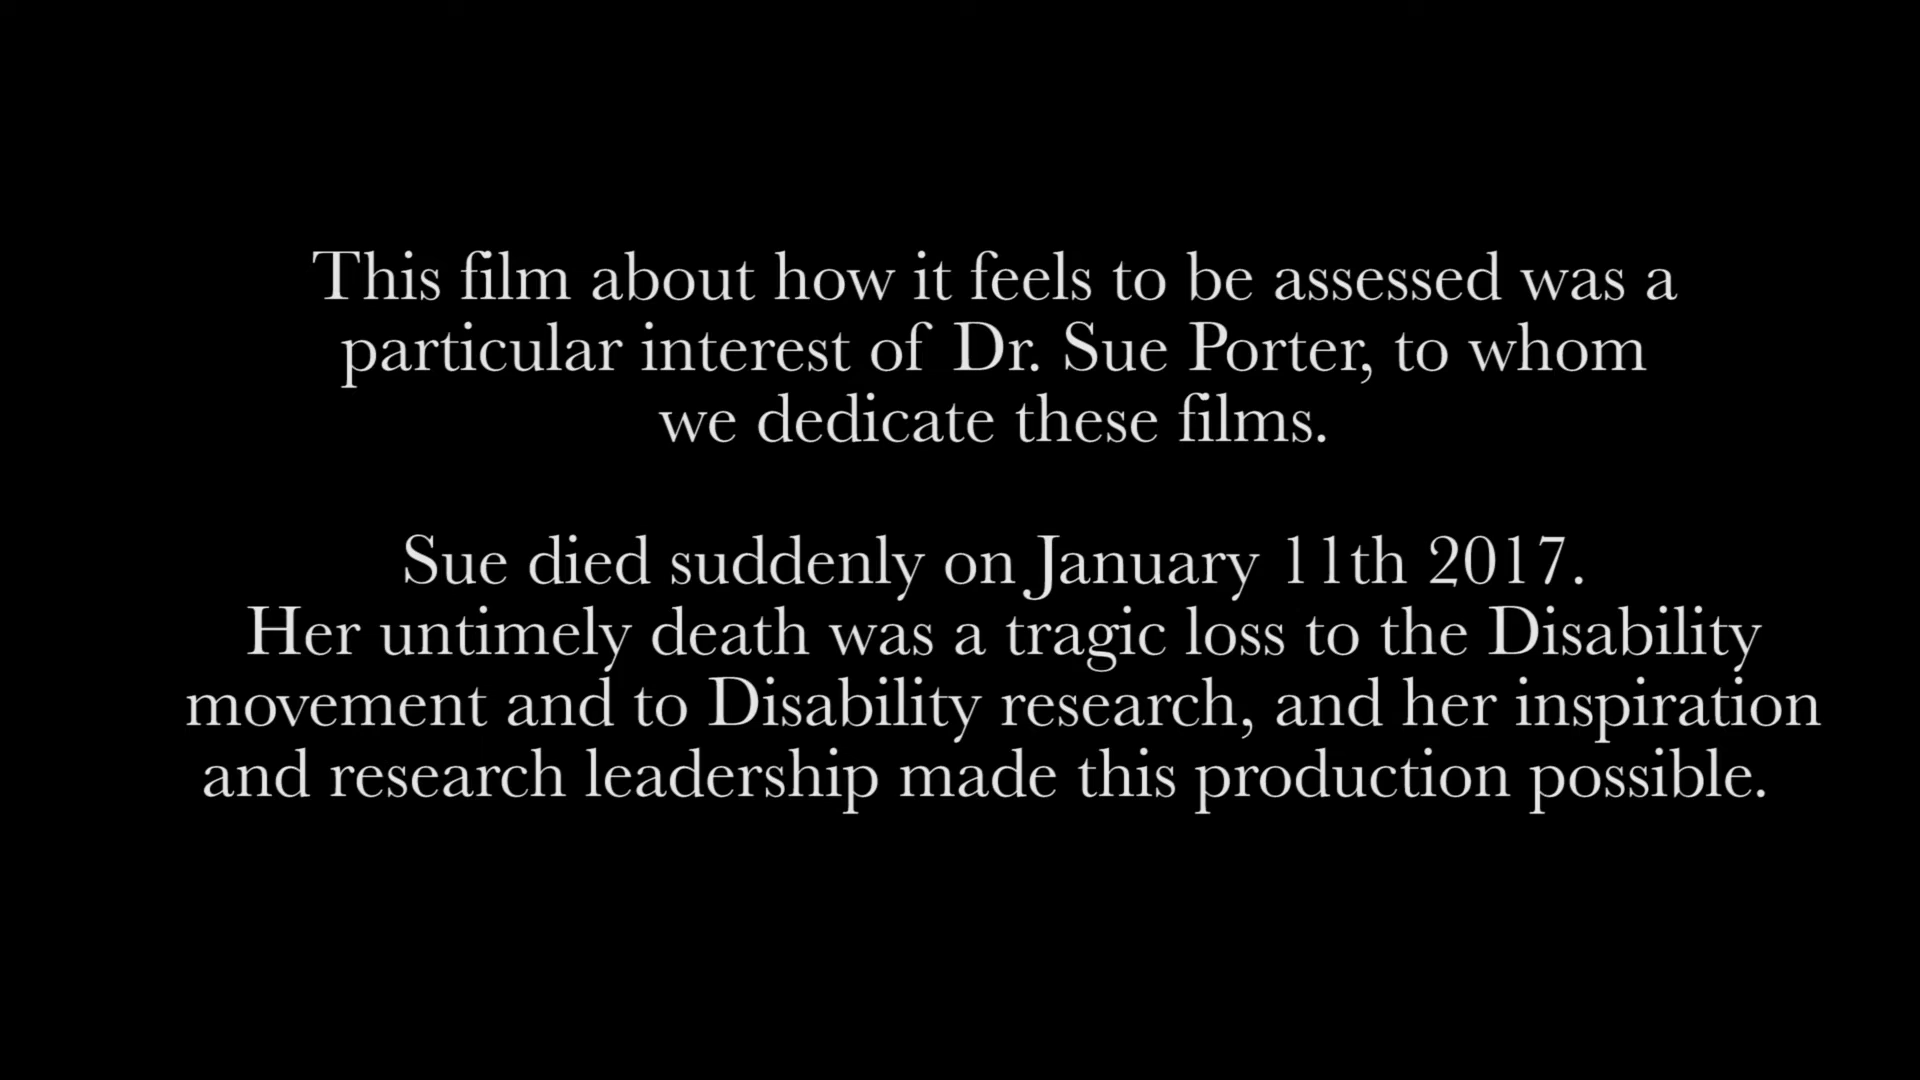 This film about how it feels to be assessed was a
particular interest of Dr. Sue Porter, to whom
we dedicate these films.
Sue died suddenly on January 11th 2017.
Her untimely death was a tragic loss to the Disability
movement and to Disability research, and her inspiration
and research leadership made this production possible.